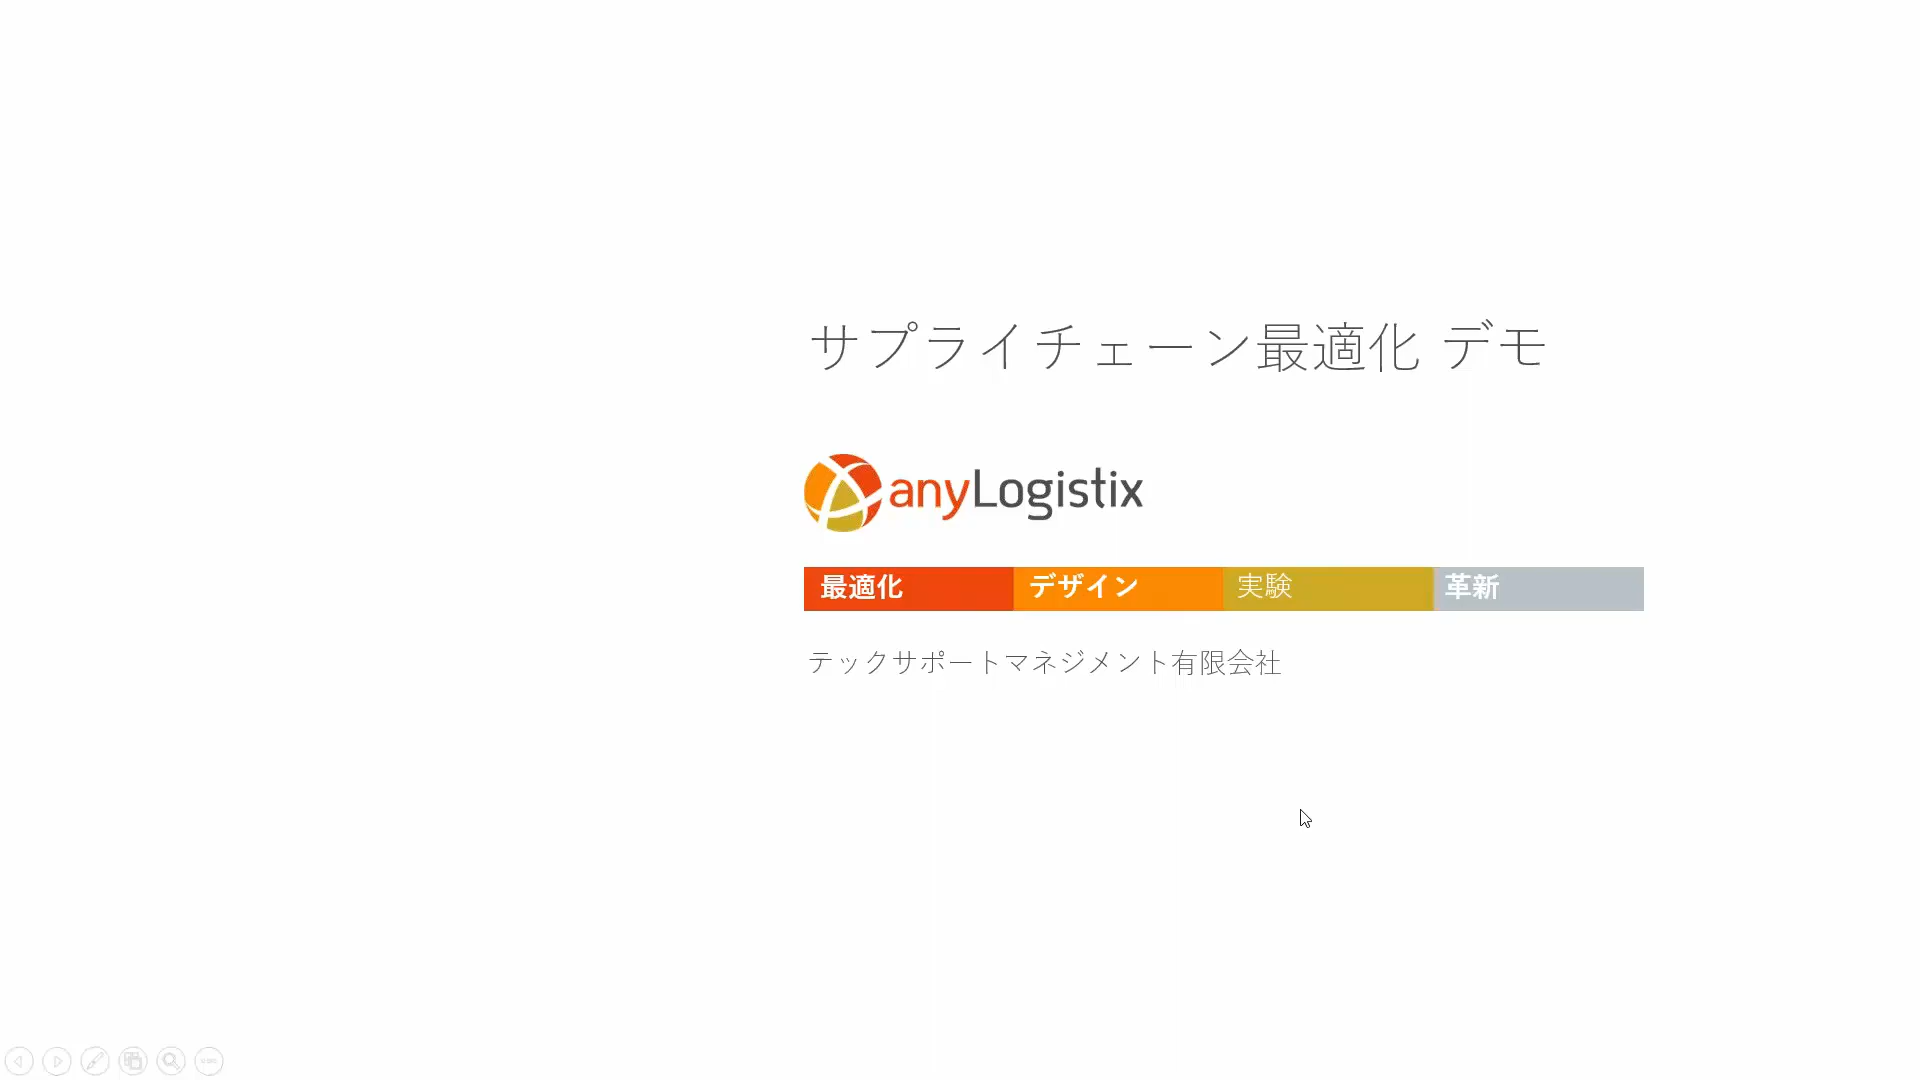 サプライチェーン最適化 デモ
anyLogistix
最適化 デザイン 実験 革新
テックサポートマネジメント有限会社